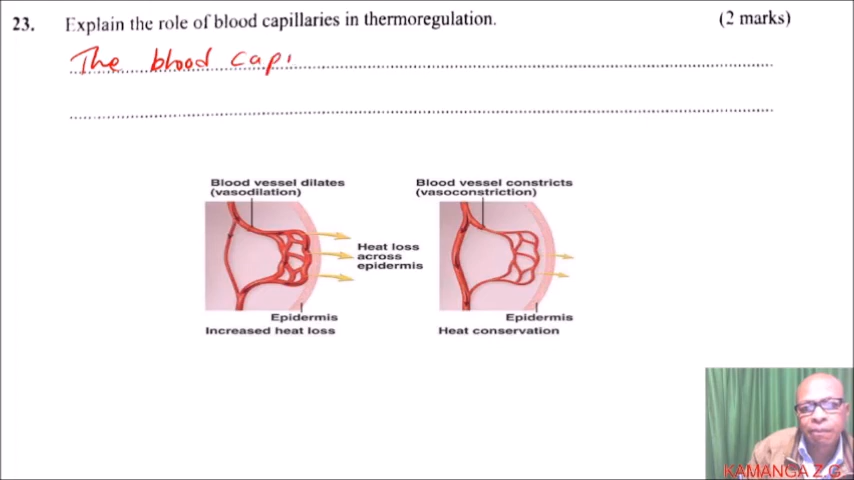 23. Explain the role of blood capillaries in thermoregulation. (2 marks)
The blood capi
Blood vessel dilates
(vasodilation)
Blood vessel constricts
(vasoconstriction)
Heat loss
across
epidermis
Epidermis
Increased heat loss
Epidermis
Heat conservation
KAMANGA Z.G